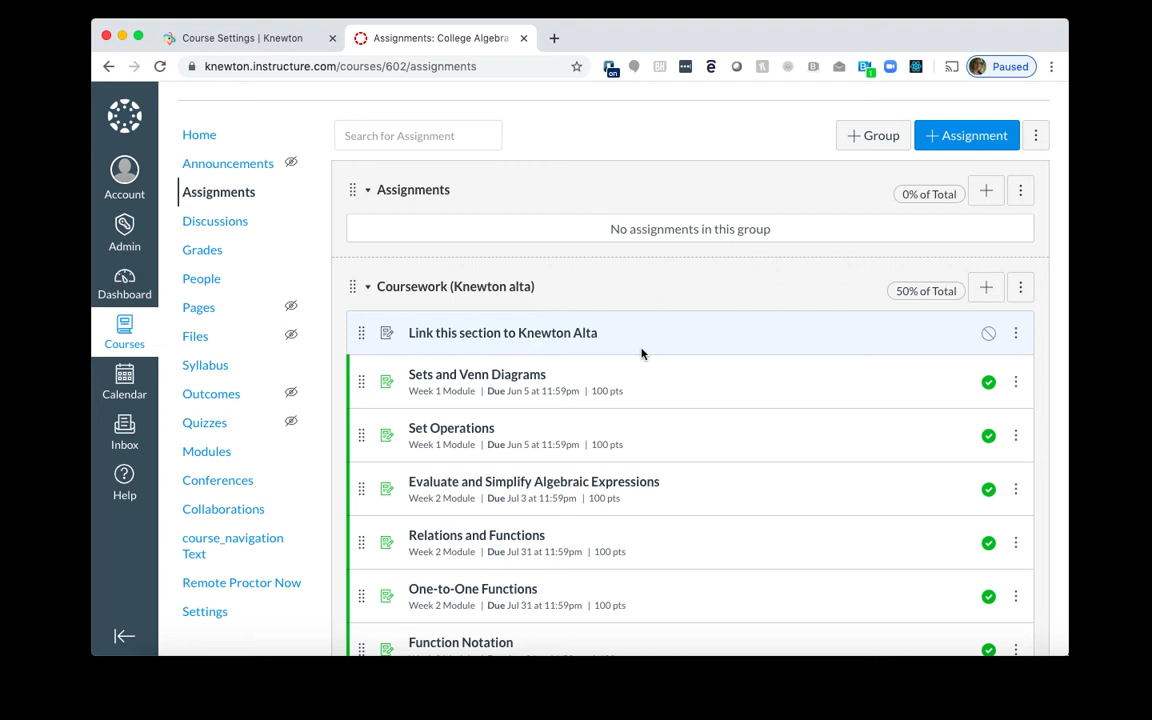 Course Settings | Knewton
Assignments: College Algebra
knewton.instructure.com/courses/602/assignments
on
1
Paused
Account
Admin
Dashboard
Courses
Calendar
Inbox
Help
Home
Announcements
Assignments
Discussions
Grades
People
Pages
Files
Syllabus
Outcomes
Quizzes
Modules
Conferences
Collaborations
course_navigation
Text
Remote Proctor Now
Settings
Search for Assignment
+ Group
+ Assignment
Assignments
0% of Total
No assignments in this group
Coursework (Knewton alta)
50% of Total
Link this section to Knewton Alta
Sets and Venn Diagrams
Week 1 Module | Due Jun 5 at 11:59pm | 100 pts
Set Operations
Week 1 Module | Due Jun 5 at 11:59pm | 100 pts
Evaluate and Simplify Algebraic Expressions
Week 2 Module | Due Jul 3 at 11:59pm | 100 pts
Relations and Functions
Week 2 Module | Due Jul 31 at 11:59pm | 100 pts
One-to-One Functions
Week 2 Module | Due Jul 31 at 11:59pm | 100 pts
Function Notation